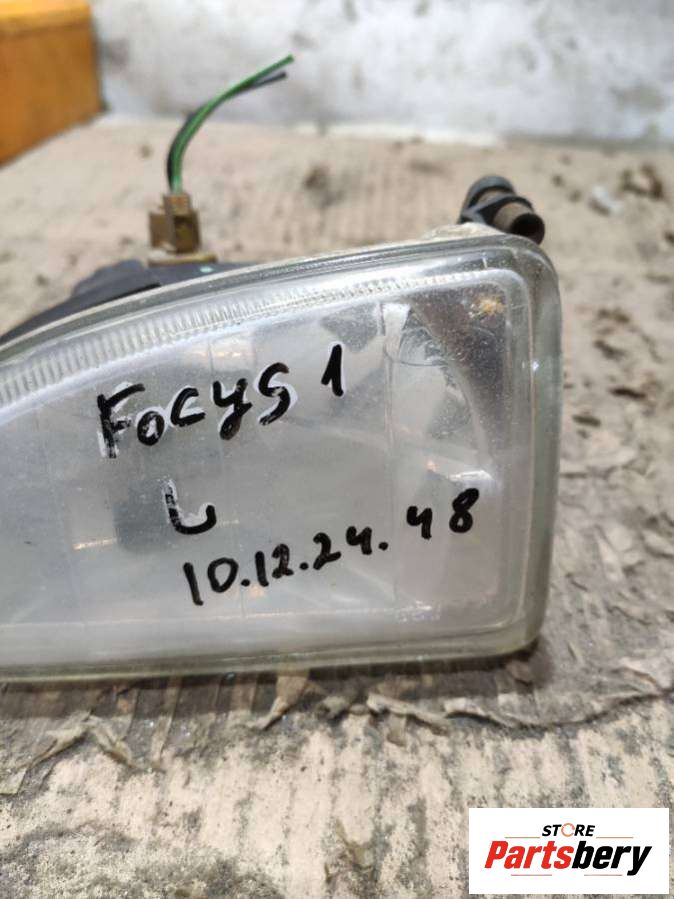 Focys 1
L
10.12.24.48
STORE
Partsbery